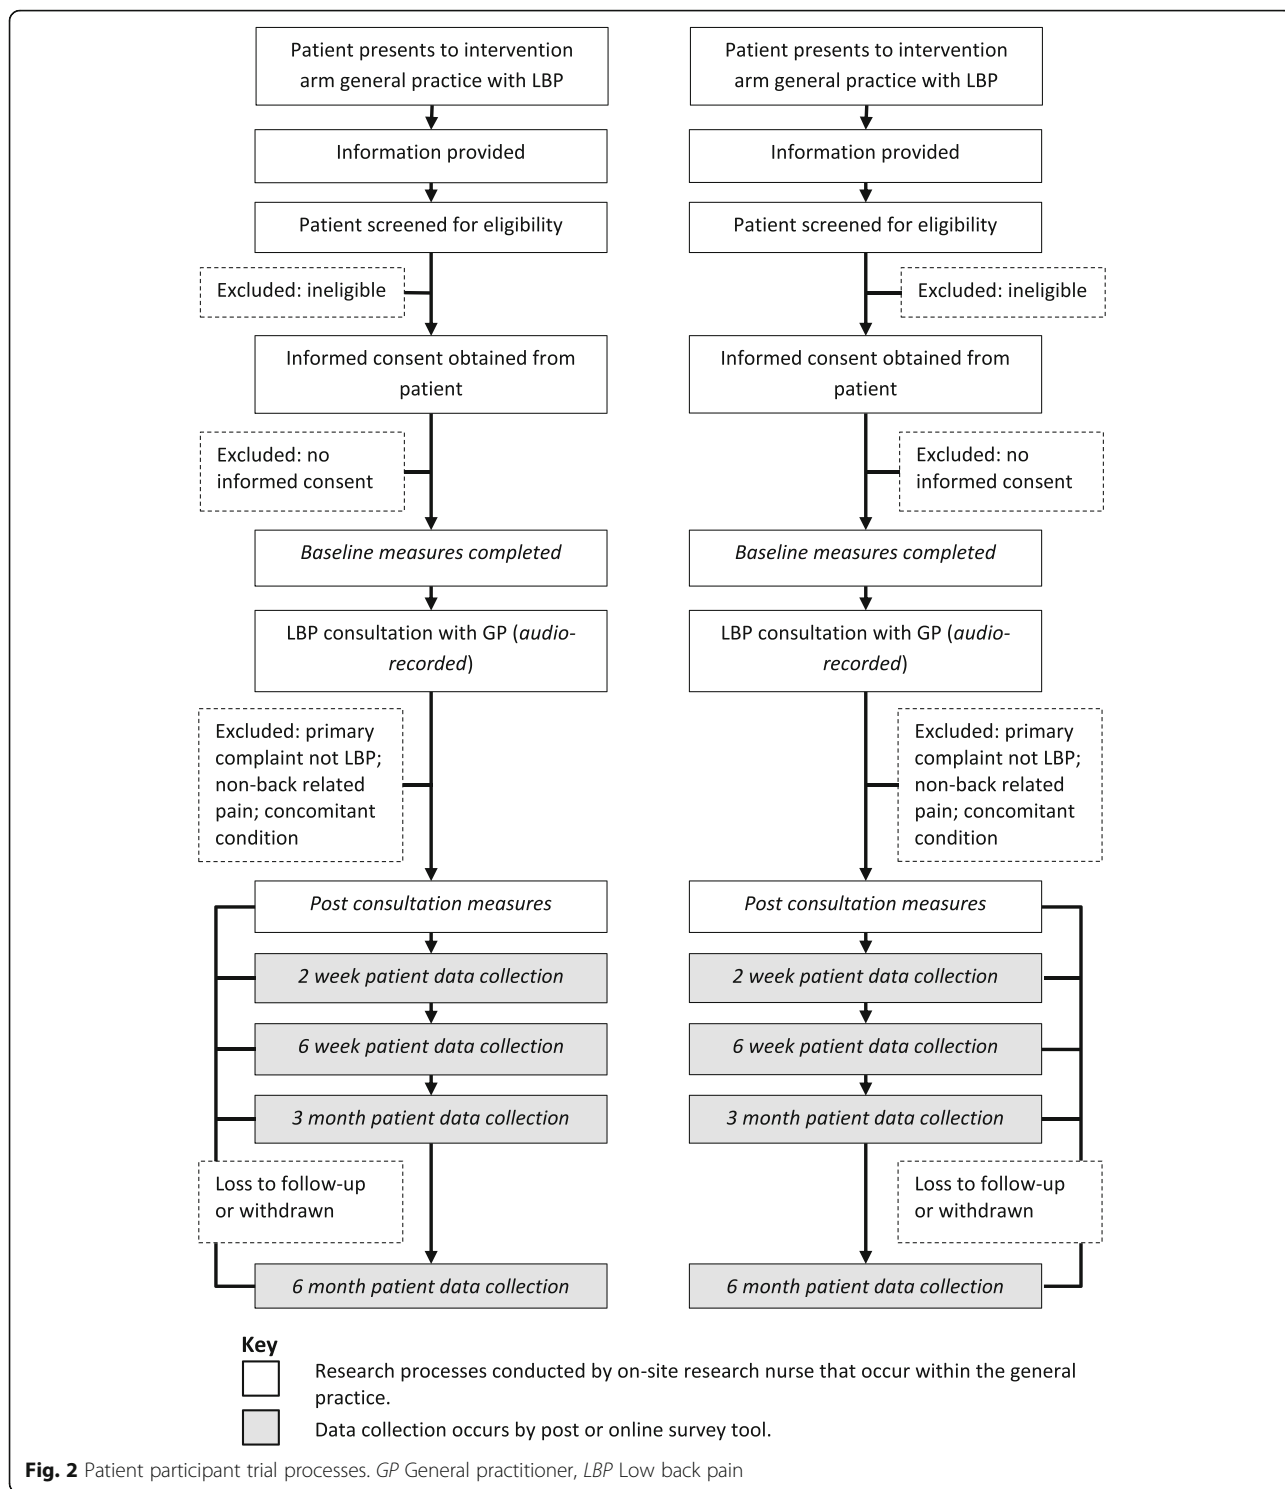 Patient presents to intervention
arm general practice with LBP
Information provided
Patient screened for eligibility
Excluded: ineligible
Informed consent obtained from
patient
Excluded: no
informed consent
Baseline measures completed
LBP consultation with GP (audio-
recorded)
Excluded: primary
complaint not LBP;
non-back related
pain; concomitant
condition
Post consultation measures
2 week patient data collection
6 week patient data collection
3 month patient data collection
Loss to follow-up
or withdrawn
6 month patient data collection
Patient presents to intervention
arm general practice with LBP
Information provided
Patient screened for eligibility
Excluded: ineligible
Informed consent obtained from
patient
Excluded: no
informed consent
Baseline measures completed
LBP consultation with GP (audio-
recorded)
Excluded: primary
complaint not LBP;
non-back related
pain; concomitant
condition
Post consultation measures
2 week patient data collection
6 week patient data collection
3 month patient data collection
Loss to follow-up
or withdrawn
6 month patient data collection
Key
Research processes conducted by on-site research nurse that occur within the general
practice.
Data collection occurs by post or online survey tool.
Fig. 2 Patient participant trial processes. GP General practitioner, LBP Low back pain